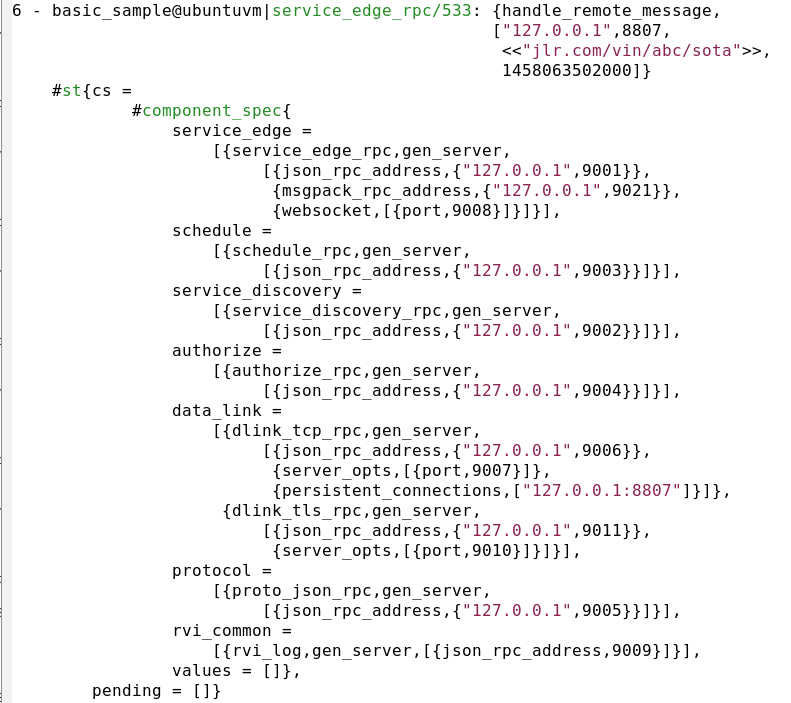 6 - basic_sample@ubuntuvm|service_edge_rpc/533: {handle_remote_message,
["127.0.0.1",8807,
<<"jlr.com/vin/abc/sota">>,
1458063502000]}
#st{cs =
#component_spec{
service_edge =
[{service_edge_rpc,gen_server,
[{json_rpc_address,{"127.0.0.1",9001}},
{msgpack_rpc_address,{"127.0.0.1",9021}},
{websocket,[{port,9008}]}]}],
schedule =
[{schedule_rpc,gen_server,
[{json_rpc_address,{"127.0.0.1",9003}}]}],
service_discovery =
[{service_discovery_rpc,gen_server,
[{json_rpc_address,{"127.0.0.1",9002}}]}],
authorize =
[{authorize_rpc,gen_server,
[{json_rpc_address,{"127.0.0.1",9004}}]}],
data_link =
[{dlink_tcp_rpc,gen_server,
[{json_rpc_address,{"127.0.0.1",9006}},
{server_opts,[{port,9007}]},
{persistent_connections,["127.0.0.1:8807"]}]},
{dlink_tls_rpc,gen_server,
[{json_rpc_address,{"127.0.0.1",9011}},
{server_opts,[{port,9010}]}]}],
protocol =
[{proto_json_rpc,gen_server,
[{json_rpc_address,{"127.0.0.1",9005}}]}],
rvi_common =
[{rvi_log,gen_server,[{json_rpc_address,9009}]}],
values = []},
pending = []}